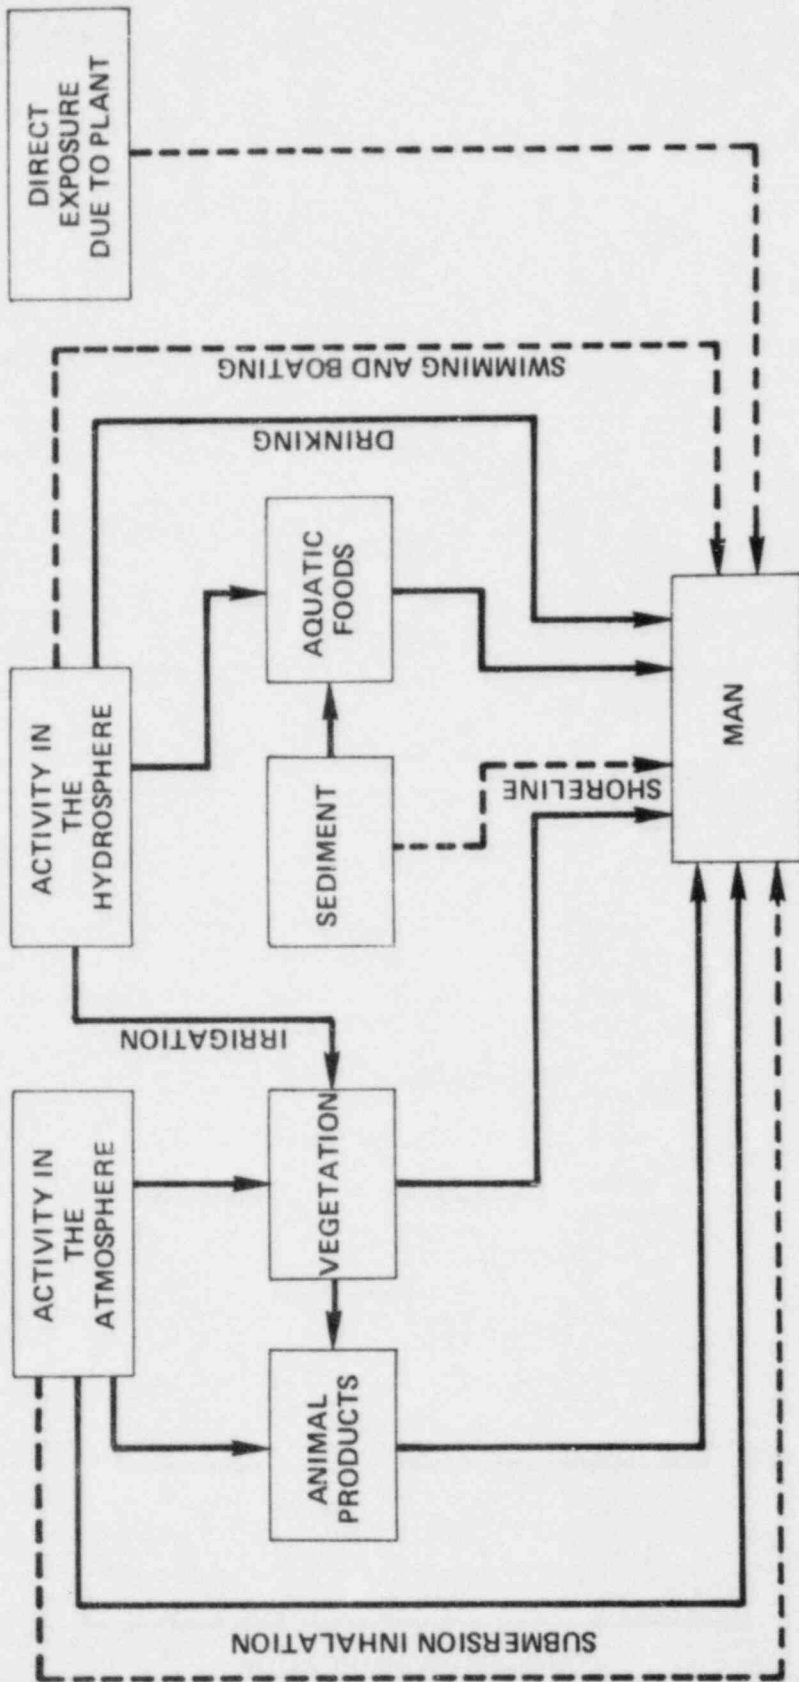 ACTIVITY IN
THE
ATMOSPHERE
ACTIVITY IN
THE
HYDROSPHERE
DIRECT
EXPOSURE
DUE TO PLANT
SUBMERSION INHALATION
IRRIGATION
DRINKING
SWIMMING AND BOATING
ANIMAL
PRODUCTS
VEGETATION
SEDIMENT
AQUATIC
FOODS
SHORELINE
MAN